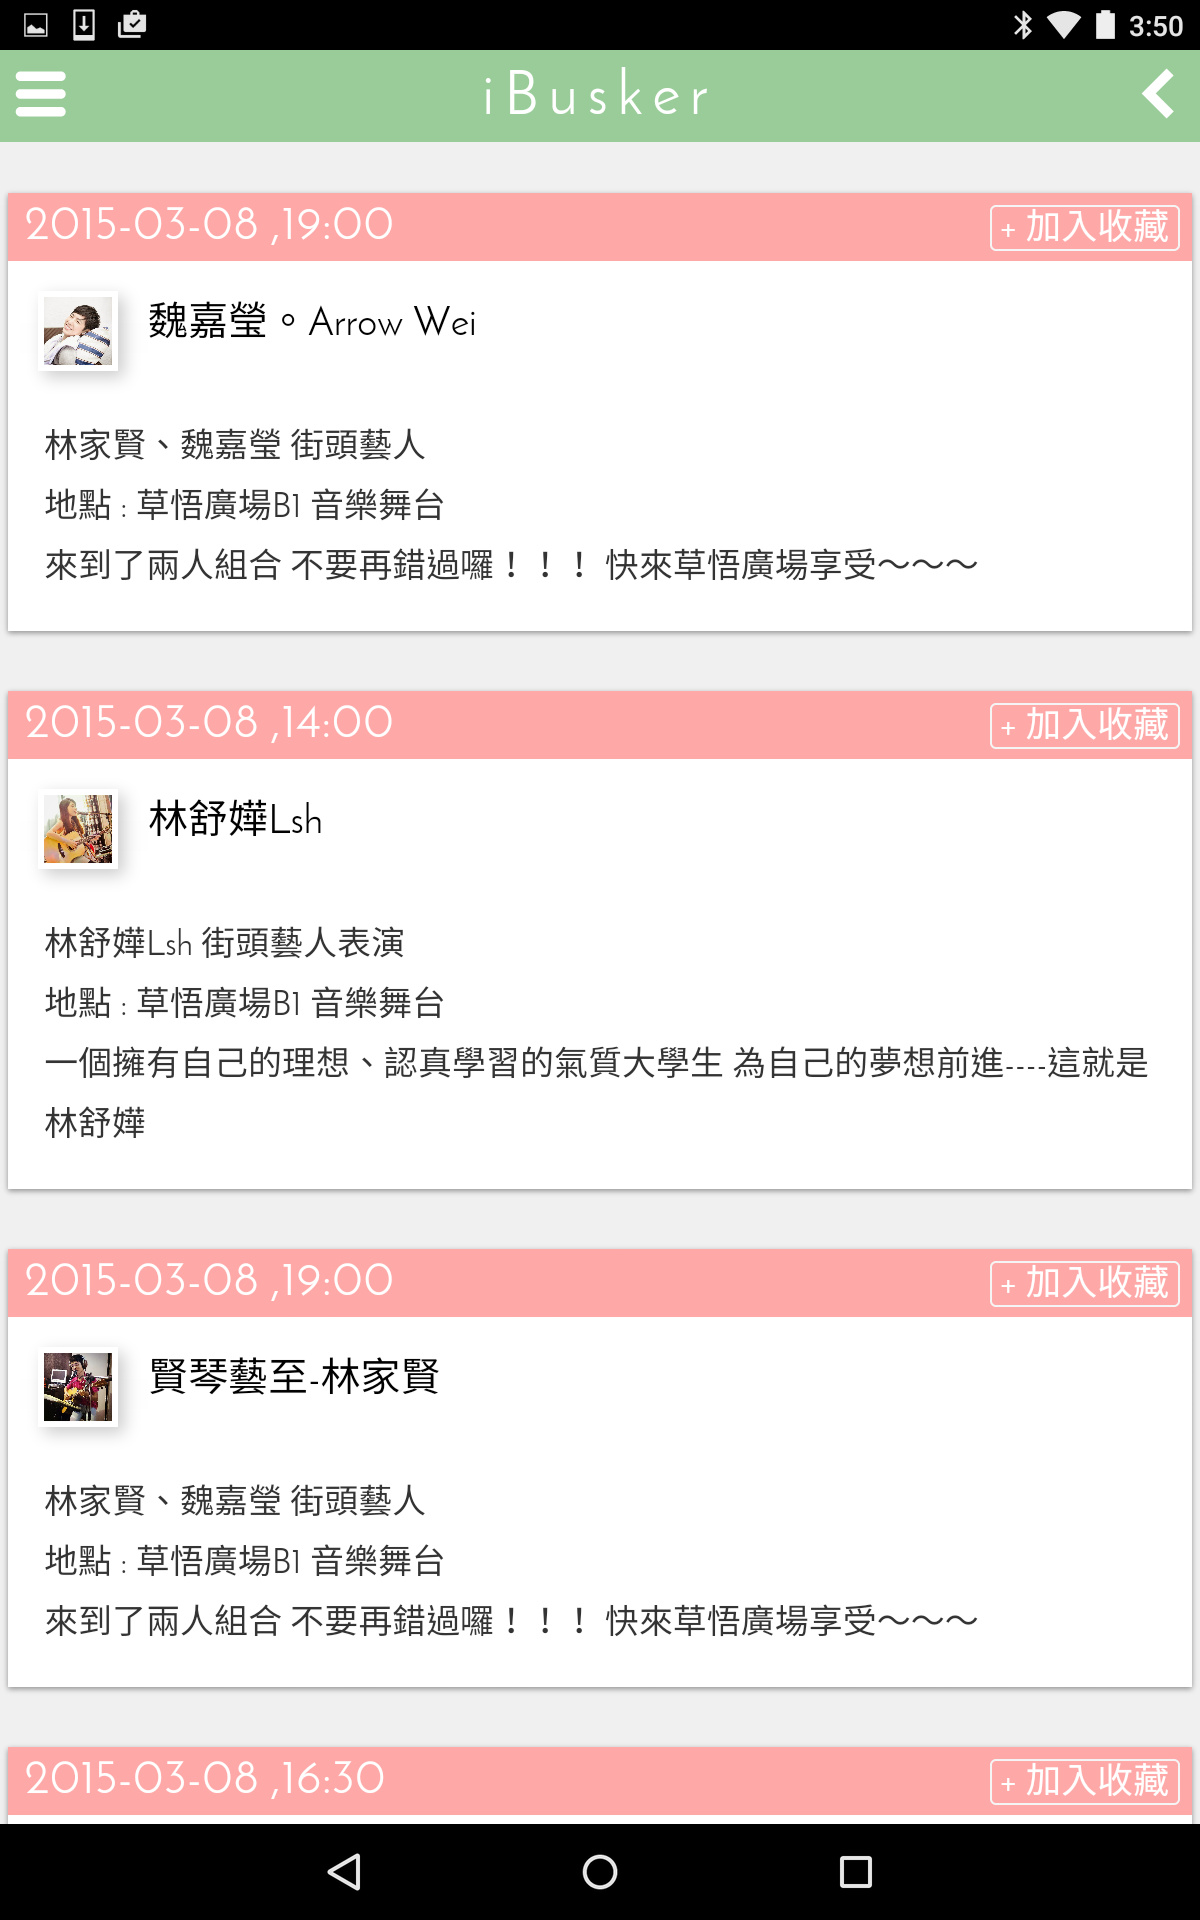 3:50
iBusker
2015-03-08 ,19:00
+ 加入收藏
魏嘉瑩。Arrow Wei
林家賢、魏嘉瑩 街頭藝人
地點 : 草悟廣場B1 音樂舞台
來到了兩人組合 不要再錯過囉！！！ 快來草悟廣場享受～～～
2015-03-08 ,14:00
+ 加入收藏
林舒嬅Lsh
林舒嬅Lsh 街頭藝人表演
地點 : 草悟廣場B1 音樂舞台
一個擁有自己的理想、認真學習的氣質大學生 為自己的夢想前進----這就是
林舒嬅
2015-03-08 ,19:00
+ 加入收藏
賢琴藝至-林家賢
林家賢、魏嘉瑩 街頭藝人
地點 : 草悟廣場B1 音樂舞台
來到了兩人組合 不要再錯過囉！！！ 快來草悟廣場享受～～～
2015-03-08 ,16:30
+ 加入收藏